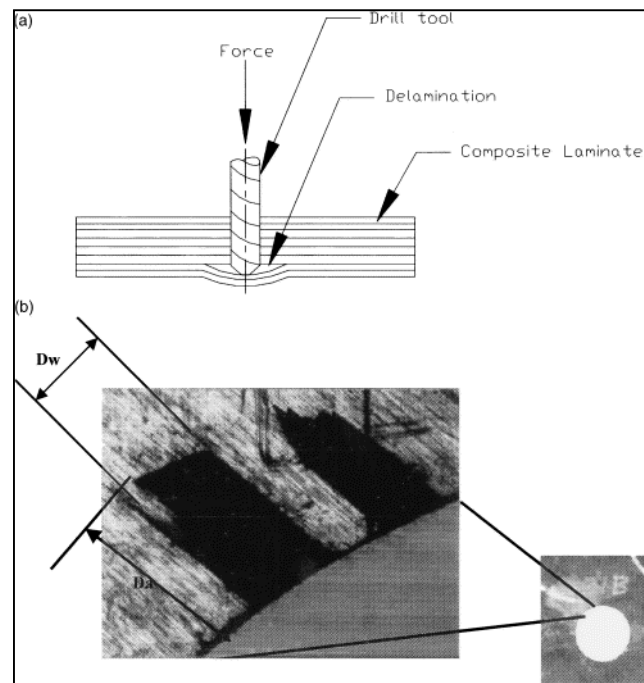 (a)
Drill tool
Force
Delamination
Composite Laminate
(b)
Dw
Da